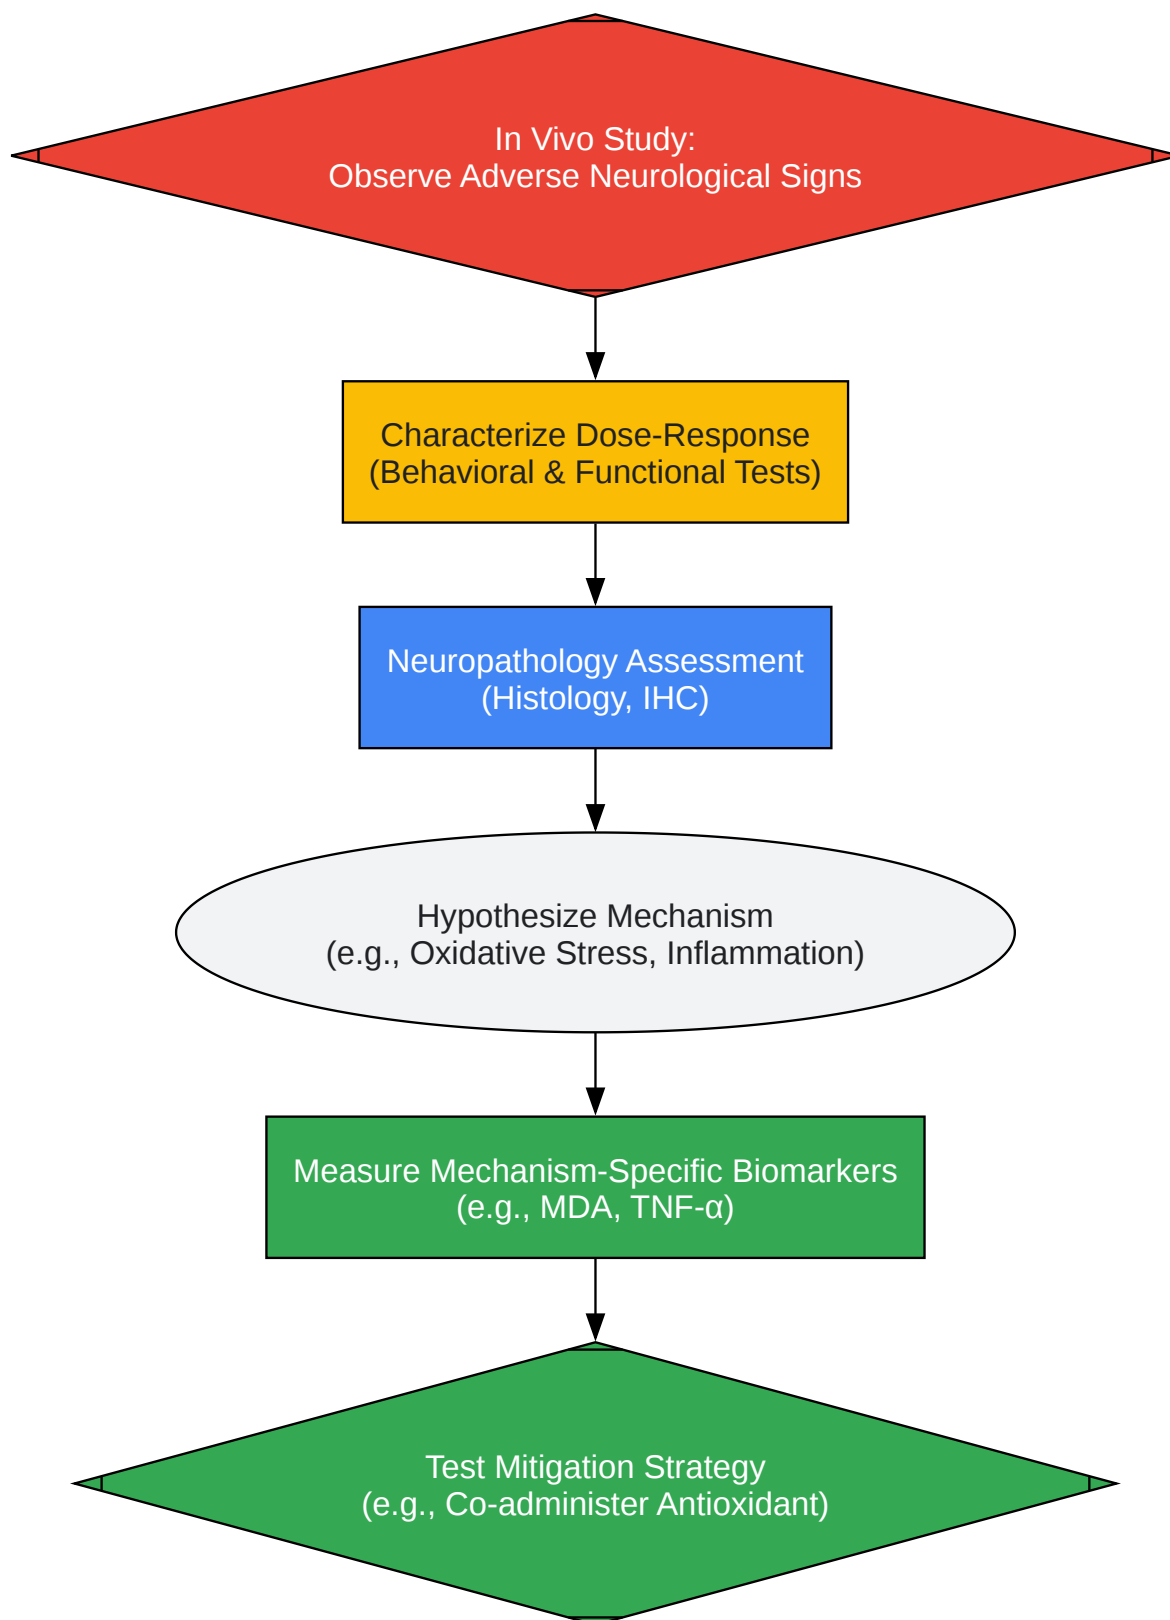 In Vivo Study:
Observe Adverse Neurological Signs
Characterize Dose-Response
(Behavioral & Functional Tests)
Neuropathology Assessment
(Histology, IHC)
Hypothesize Mechanism
(e.g., Oxidative Stress, Inflammation)
Measure Mechanism-Specific Biomarkers
(e.g., MDA, TNF-α)
Test Mitigation Strategy
(e.g., Co-administer Antioxidant)